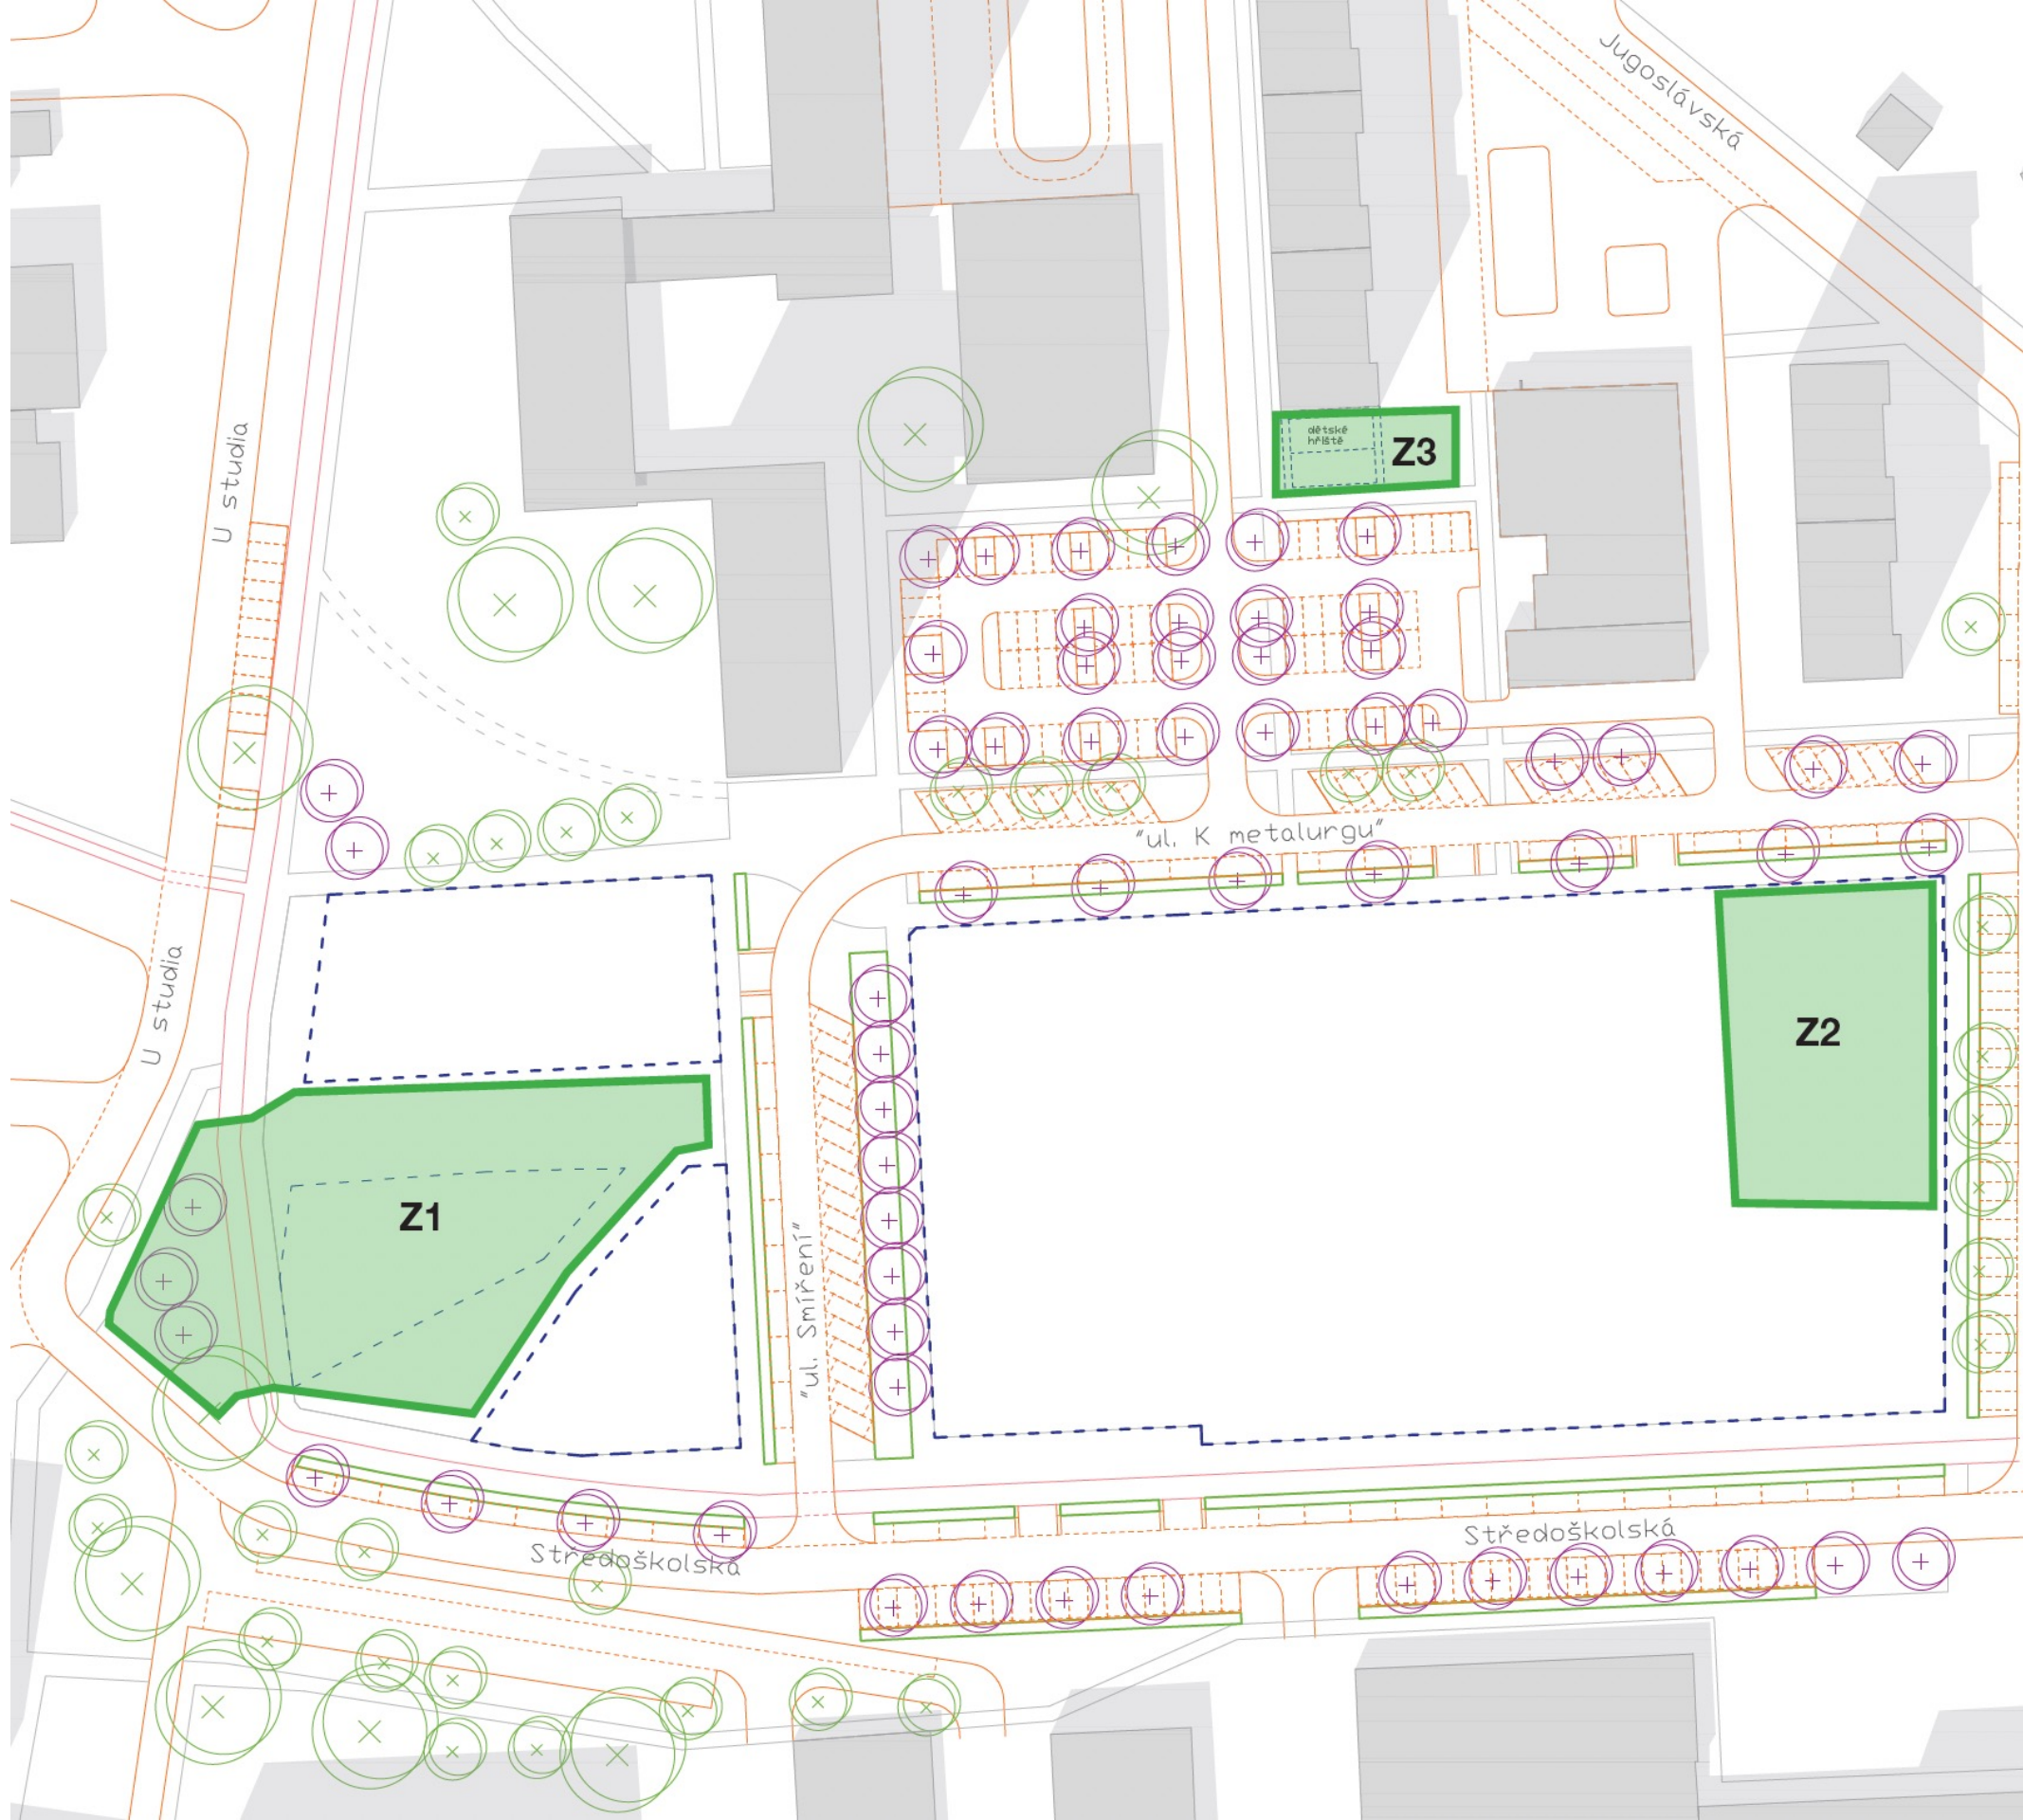 Jugoslávská
U studia
dětské
hřiště
Z3
"ul. K metalurgu"
U studia
Z2
Z1
"ul. Smíření"
Středoškolská
Středoškolská